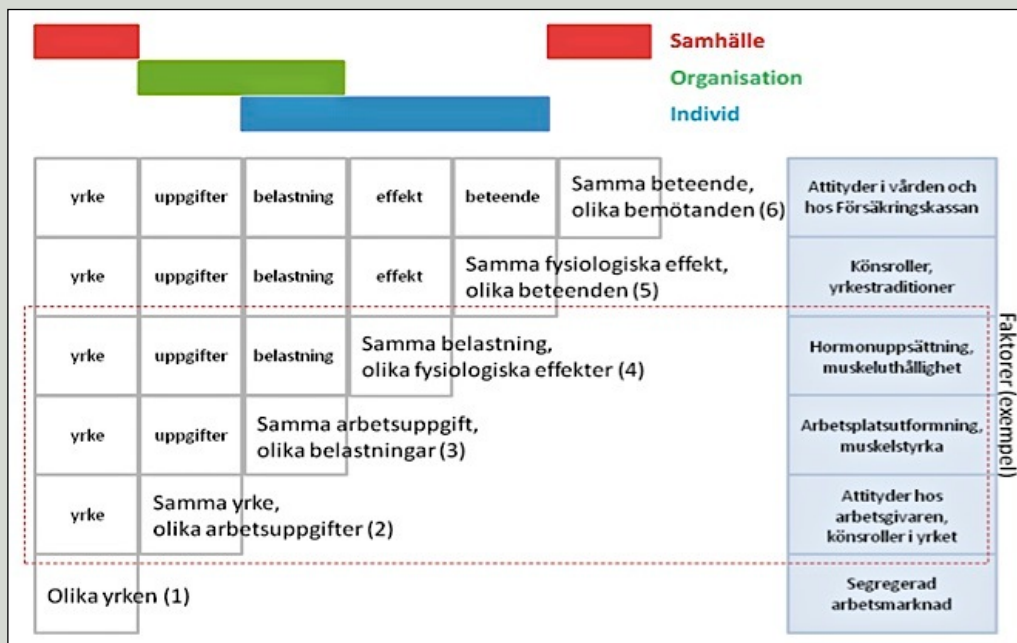 Samhälle
Organisation
Individ
yrke uppgifter belastning effekt beteende Samma beteende,
olika bemötanden (6)
Attityder i vården och
hos Försäkringskassan
yrke uppgifter belastning effekt Samma fysiologiska effekt,
olika beteenden (5)
Könsroller,
yrkestraditioner
yrke uppgifter belastning Samma belastning,
olika fysiologiska effekter (4)
Hormonuppsättning,
muskeluthållighet
yrke uppgifter Samma arbetsuppgift,
olika belastningar (3)
Arbetsplatsutformning,
muskelstyrka
yrke Samma yrke,
olika arbetsuppgifter (2)
Attityder hos
arbetsgivaren,
könsroller i yrket
Olika yrken (1)
Segregerad
arbetsmarknad
Faktorer (exempel)